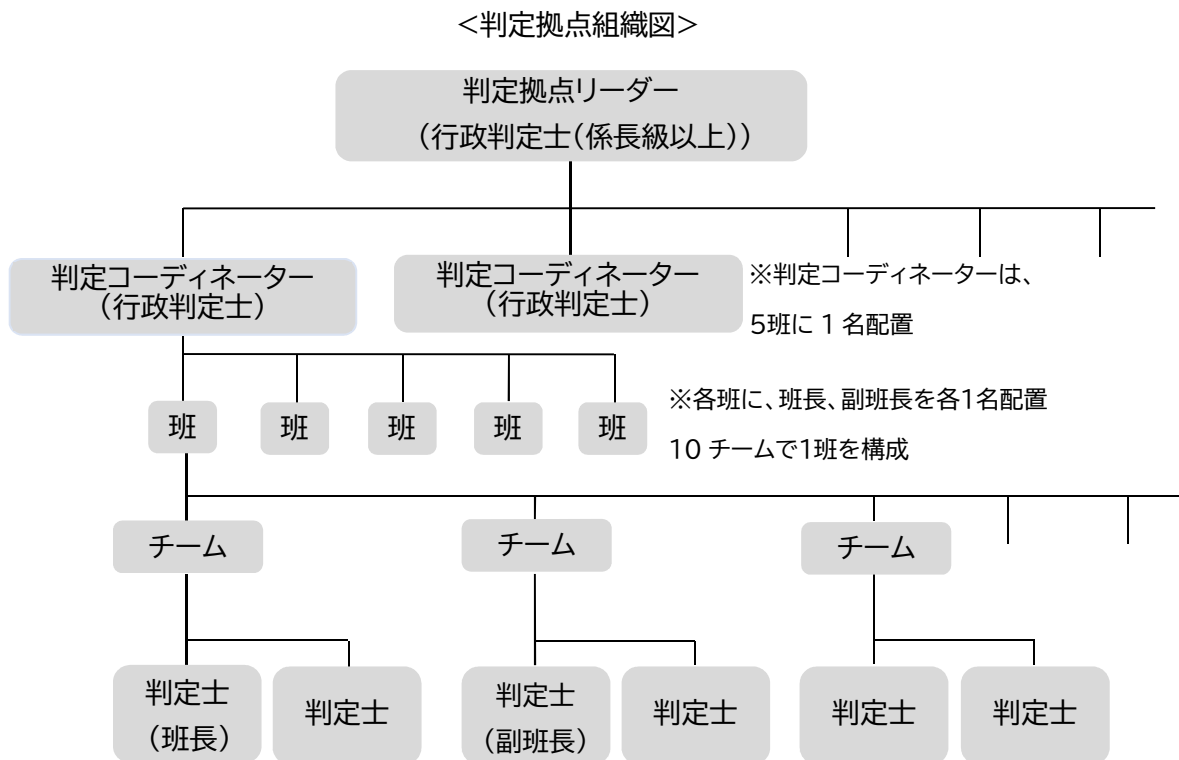 <判定拠点組織図>
判定拠点リーダー
（行政判定士（係長級以上））
判定コーディネーター
（行政判定士）
判定コーディネーター
（行政判定士）
※判定コーディネーターは、
5班に 1 名配置
班
班
班
班
班
※各班に、班長、副班長を各1名配置
10 チームで1班を構成
チーム
チーム
チーム
判定士
（班長）
判定士
判定士
（副班長）
判定士
判定士
判定士